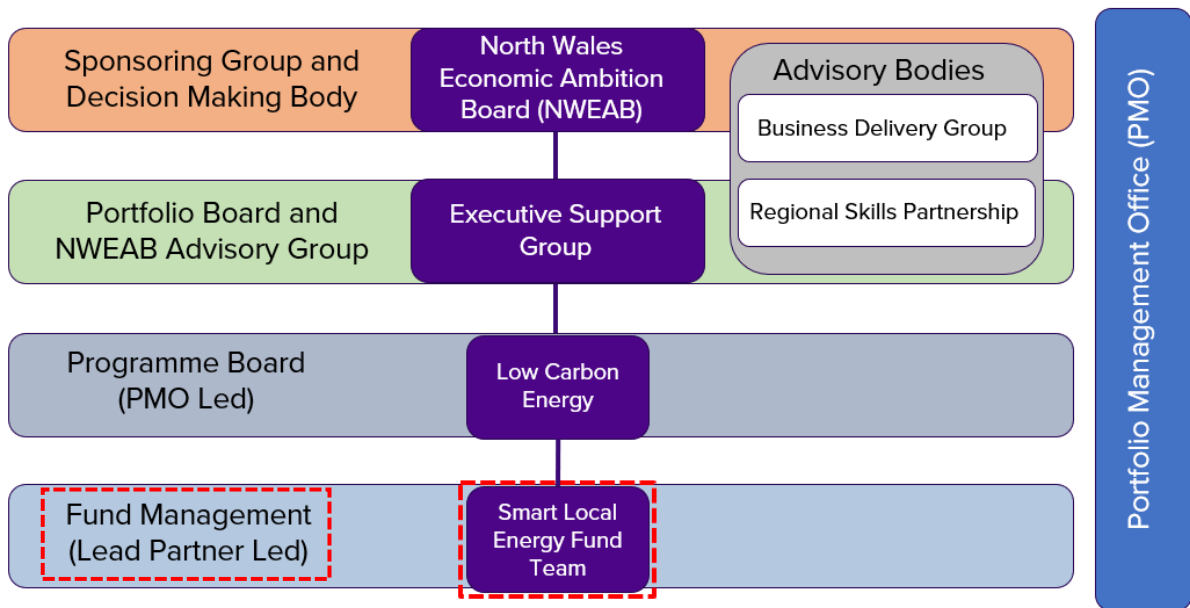 Sponsoring Group and
Decision Making Body
North Wales
Economic Ambition
Board (NWEAB)
Advisory Bodies
Business Delivery Group
Regional Skills Partnership
Portfolio Board and
NWEAB Advisory Group
Executive Support
Group
Programme Board
(PMO Led)
Low Carbon
Energy
Fund Management
(Lead Partner Led)
Smart Local
Energy Fund
Team
Portfolio Management Office (PMO)